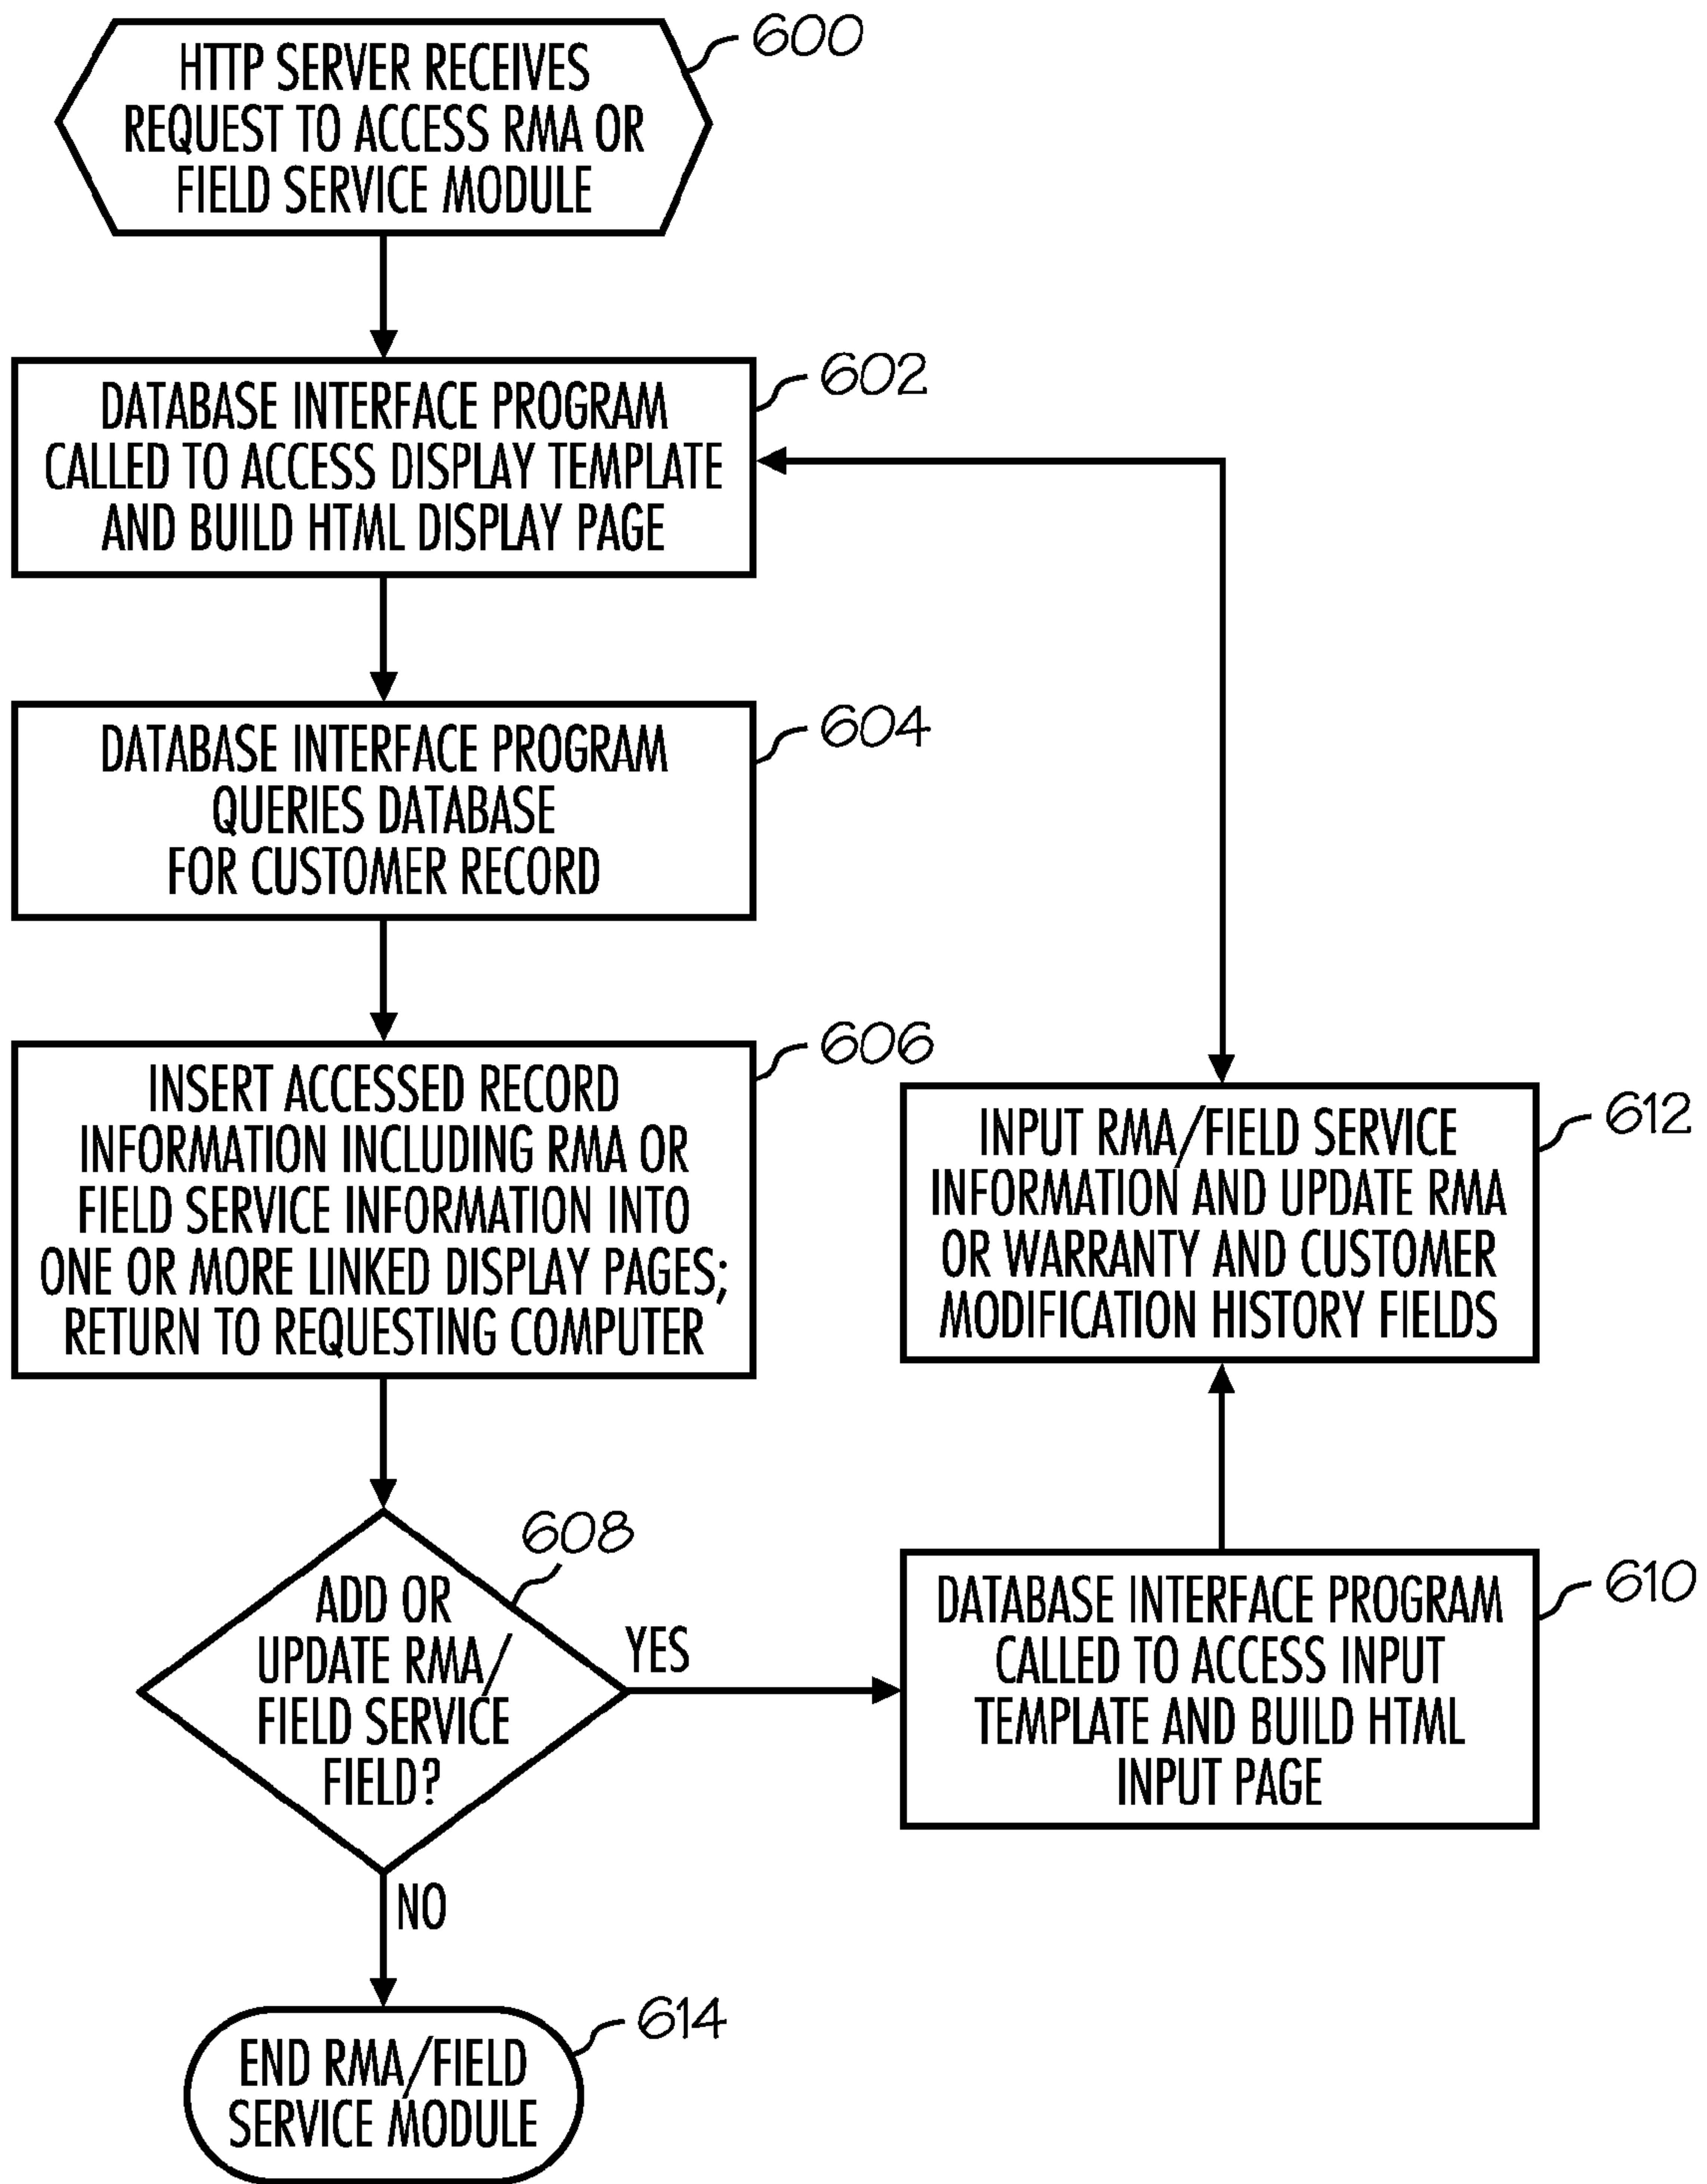 HTTP SERVER RECEIVES
REQUEST TO ACCESS RMA OR
FIELD SERVICE MODULE
600
DATABASE INTERFACE PROGRAM
CALLED TO ACCESS DISPLAY TEMPLATE
AND BUILD HTML DISPLAY PAGE
602
DATABASE INTERFACE PROGRAM
QUERIES DATABASE
FOR CUSTOMER RECORD
604
INSERT ACCESSED RECORD
INFORMATION INCLUDING RMA OR
FIELD SERVICE INFORMATION INTO
ONE OR MORE LINKED DISPLAY PAGES;
RETURN TO REQUESTING COMPUTER
606
ADD OR
UPDATE RMA/
FIELD SERVICE
FIELD?
608
YES
NO
DATABASE INTERFACE PROGRAM
CALLED TO ACCESS INPUT
TEMPLATE AND BUILD HTML
INPUT PAGE
610
INPUT RMA/FIELD SERVICE
INFORMATION AND UPDATE RMA
OR WARRANTY AND CUSTOMER
MODIFICATION HISTORY FIELDS
612
END RMA/FIELD
SERVICE MODULE
614